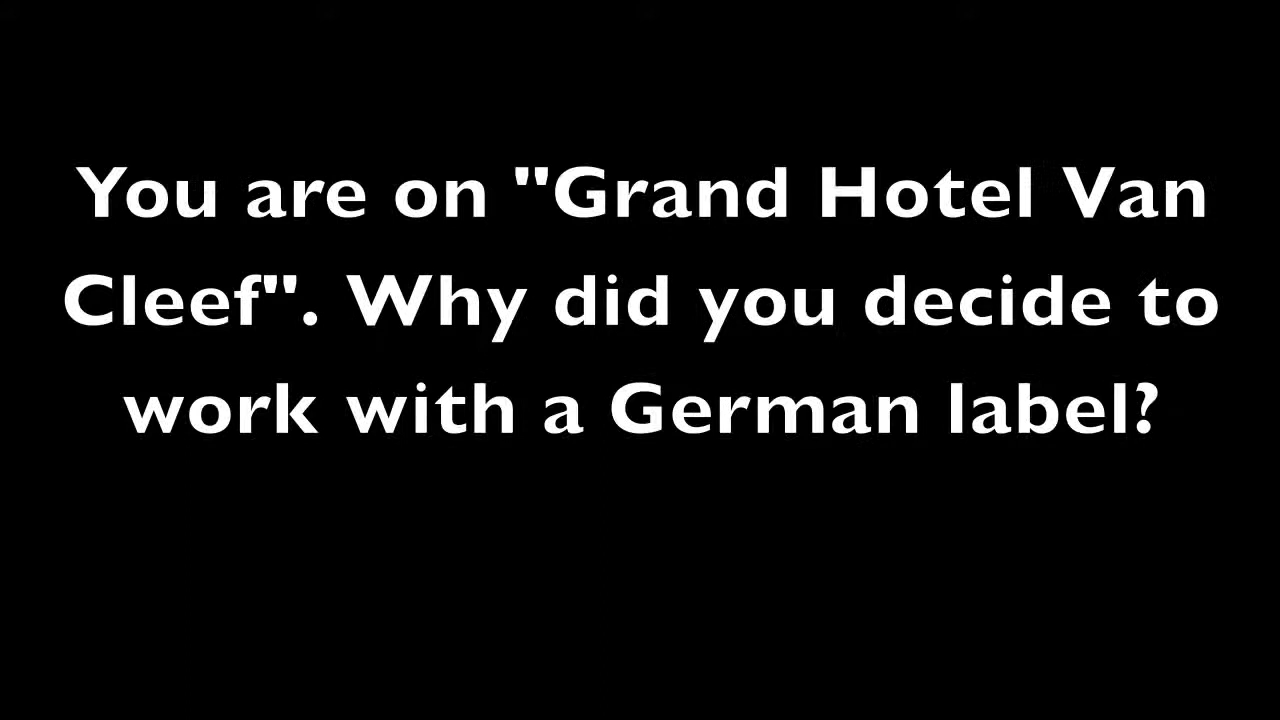 You are on "Grand Hotel Van
Cleef". Why did you decide to
work with a German label?